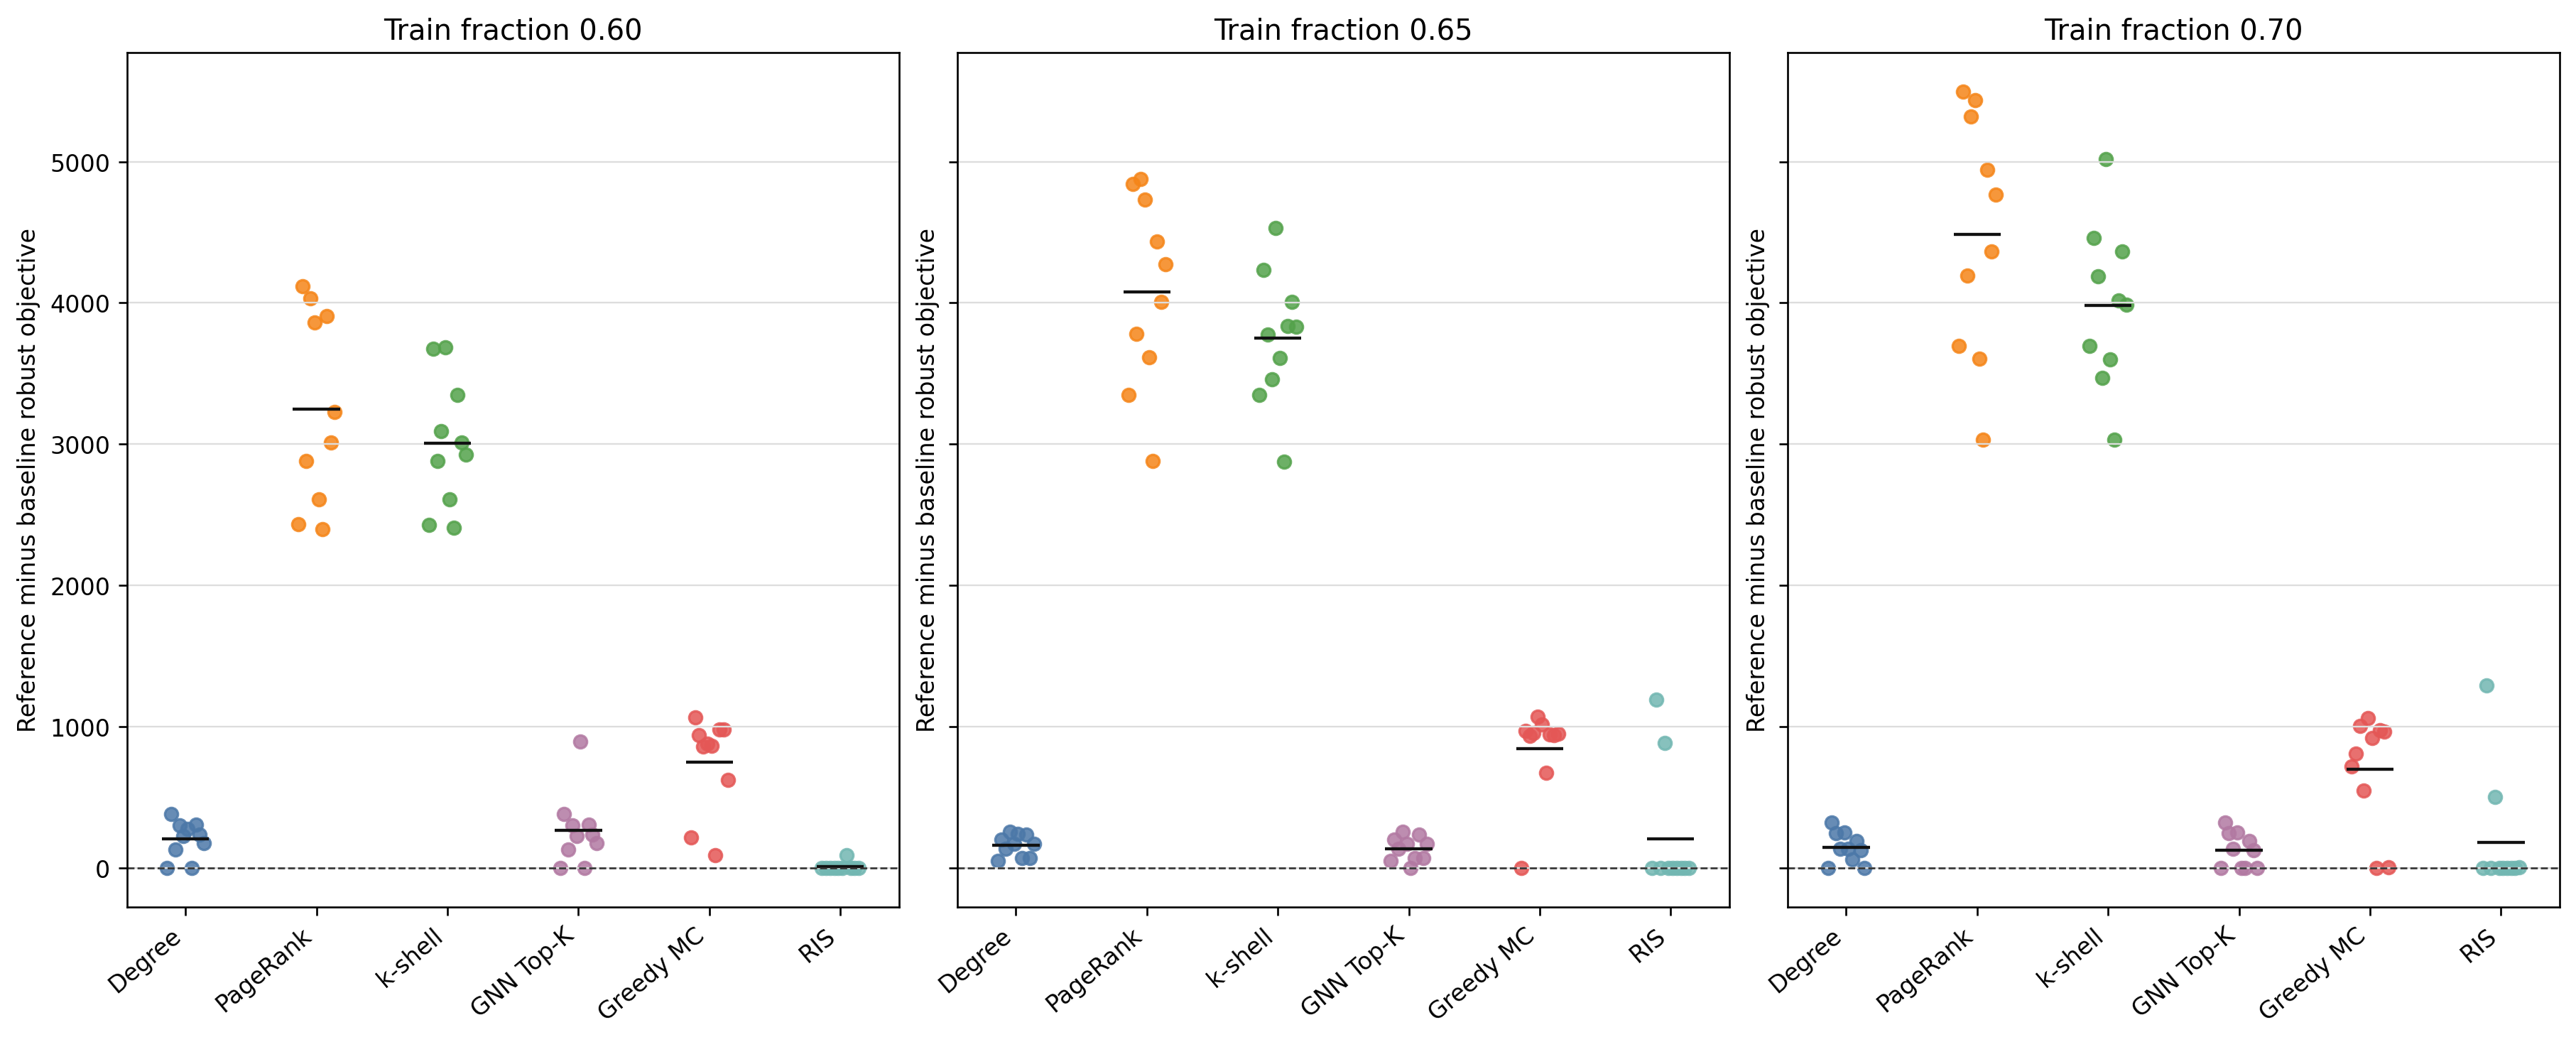 Train fraction 0.60
Train fraction 0.65
Train fraction 0.70
Reference minus baseline robust objective
5000
4000
3000
2000
1000
0
Reference minus baseline robust objective
Reference minus baseline robust objective
Degree
PageRank
k-shell
GNN Top-K
Greedy MC
RIS
Degree
PageRank
k-shell
GNN Top-K
Greedy MC
RIS
Degree
PageRank
k-shell
GNN Top-K
Greedy MC
RIS